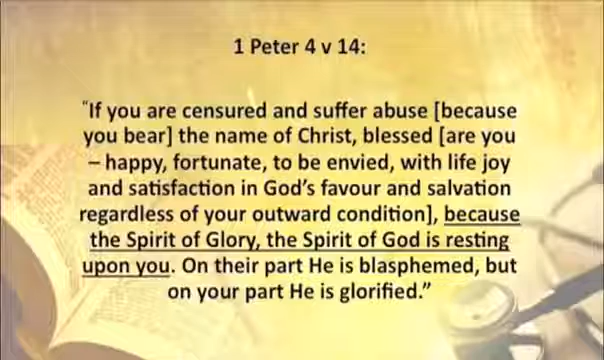 1 Peter 4 v 14:
“If you are censured and suffer abuse [because
you bear] the name of Christ, blessed [are you
– happy, fortunate, to be envied, with life joy
and satisfaction in God’s favour and salvation
regardless of your outward condition], because
the Spirit of Glory, the Spirit of God is resting
upon you. On their part He is blasphemed, but
on your part He is glorified.”